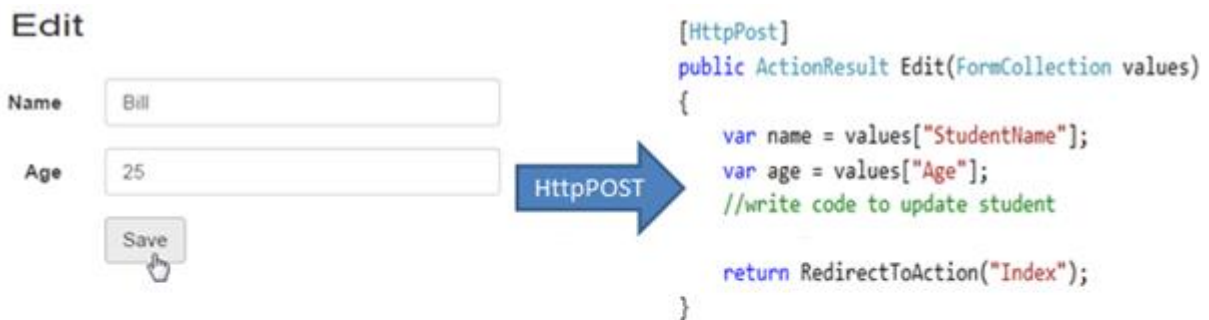 Edit
Name
Bill
Age
25
Save
HttpPOST
[HttpPost]
public ActionResult Edit(FormCollection values)
{
var name = values["StudentName"];
var age = values["Age"];
//write code to update student
return RedirectToAction("Index");
}